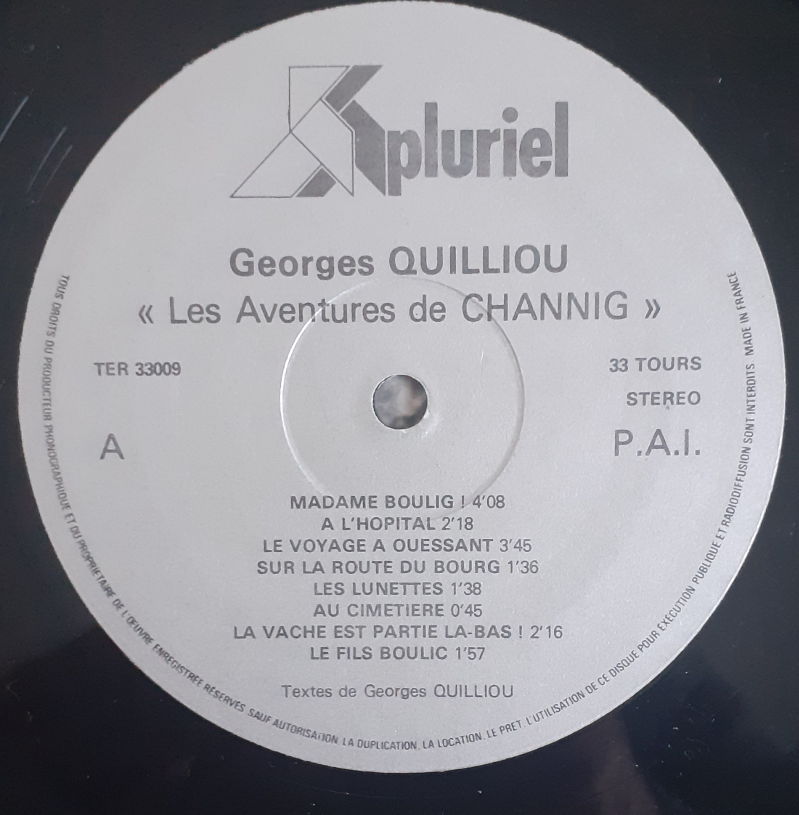 pluriel
Georges QUILLIOU
« Les Aventures de CHANNIG »
TER 33009
33 TOURS
STEREO
A
P.A.I.
MADAME BOULIG ! 4'08
A L'HOPITAL 2'18
LE VOYAGE A OUESSANT 3'45
SUR LA ROUTE DU BOURG 1'36
LES LUNETTES 1'38
AU CIMETIERE 0'45
LA VACHE EST PARTIE LA-BAS ! 2'16
LE FILS BOULIC 1'57
Textes de Georges QUILLIOU
TOUS DROITS DU PRODUCTEUR PHONOGRAPHIQUE ET DU PROPRIETAIRE DE L'ŒUVRE ENREGISTREE RESERVES. SAUF AUTORISATION, LA DUPLICATION, LA LOCATION, LE PRET, L'UTILISATION DE CE DISQUE POUR EXECUTION PUBLIQUE ET RADIODIFFUSION SONT INTERDITS MADE IN FRANCE